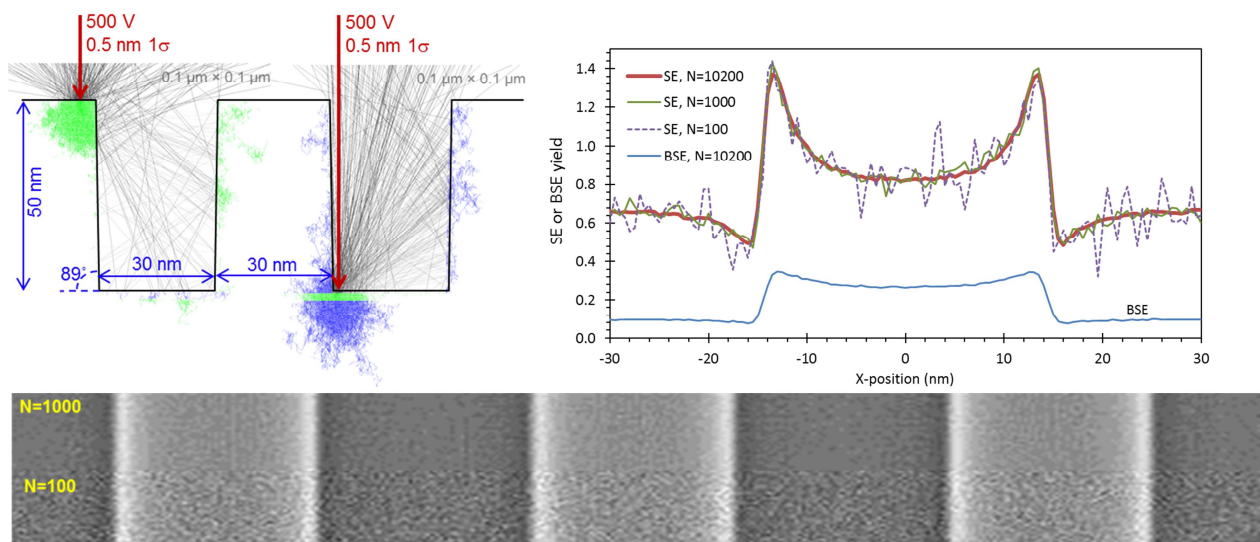 500 V
0.5 nm 1σ
0.1 µm × 0.1 µm
500 V
0.5 nm 1σ
0.1 µm × 0.1 µm
50 nm
89°
30 nm
30 nm
SE or BSE yield
1.4
1.2
1.0
0.8
0.6
0.4
0.2
0.0
SE, N=10200
SE, N=1000
SE, N=100
BSE, N=10200
BSE
-30
-20
-10
0
10
20
30
X-position (nm)
N=1000
N=100